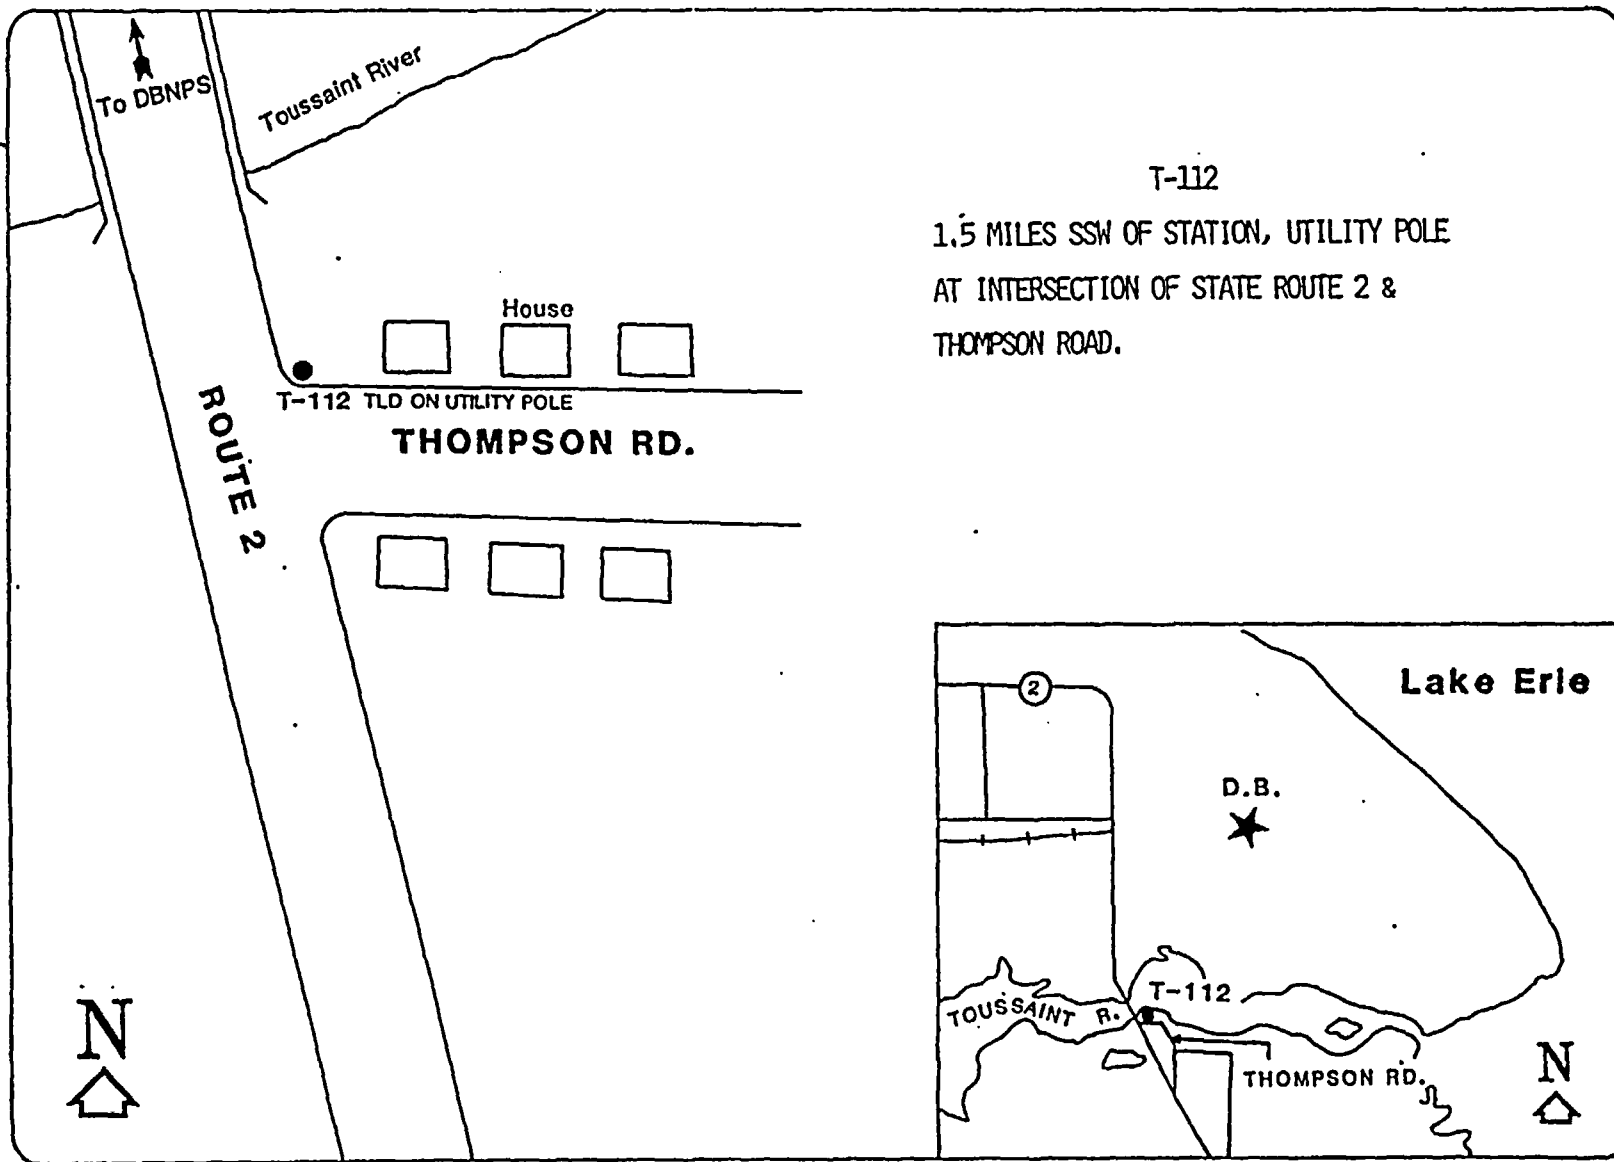 To DBNPS
Toussaint River
T-112
1.5 MILES SSW OF STATION, UTILITY POLE
AT INTERSECTION OF STATE ROUTE 2 &
THOMPSON ROAD.
House
T-112 TLD ON UTILITY POLE
THOMPSON RD.
ROUTE 2
N
Lake Erie
2
D.B.
T-112
TOUSSAINT R.
THOMPSON RD.
N